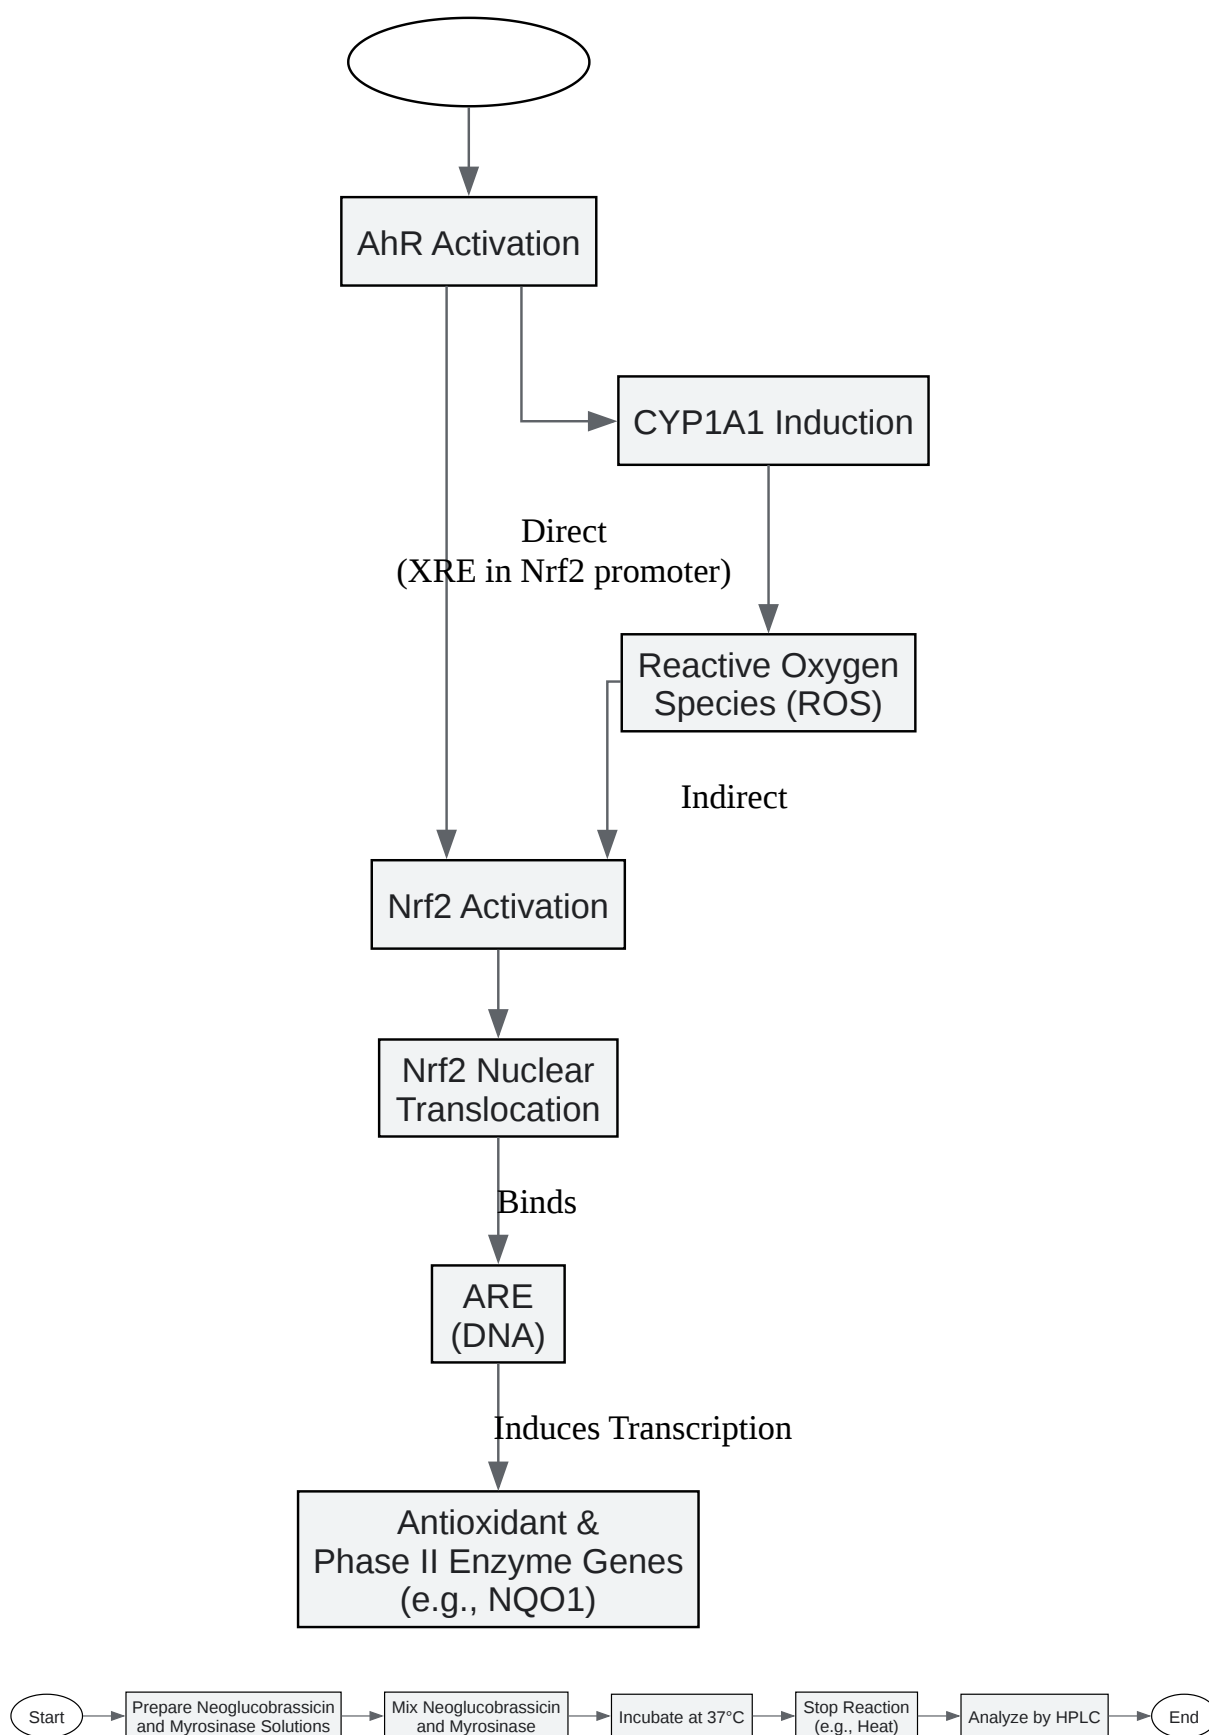 AhR Activation
CYP1A1 Induction
Direct
(XRE in Nrf2 promoter)
Reactive Oxygen
Species (ROS)
Indirect
Nrf2 Activation
Nrf2 Nuclear
Translocation
Binds
ARE
(DNA)
Induces Transcription
Antioxidant &
Phase II Enzyme Genes
(e.g., NQO1)
Start
Prepare Neoglucobrassicin
and Myrosinase Solutions
Mix Neoglucobrassicin
and Myrosinase
Incubate at 37°C
Stop Reaction
(e.g., Heat)
Analyze by HPLC
End